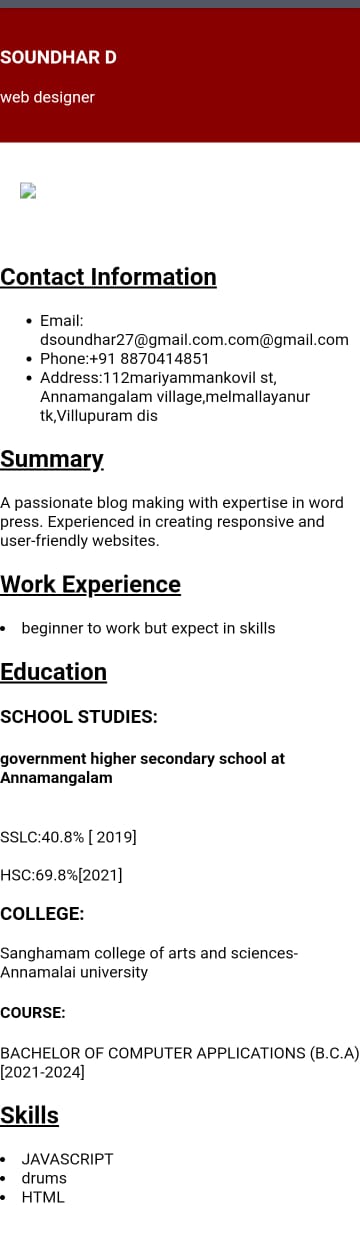 SOUNDHAR D
web designer
Contact Information
• Email:
dsoundhar27@gmail.com.com@gmail.com
• Phone:+91 8870414851
• Address:112mariyammankovil st,
Annamangalam village,melmallayanur
tk,Villupuram dis
Summary
A passionate blog making with expertise in word
press. Experienced in creating responsive and
user-friendly websites.
Work Experience
• beginner to work but expect in skills
Education
SCHOOL STUDIES:
government higher secondary school at
Annamangalam
SSLC:40.8% [ 2019]
HSC:69.8%[2021]
COLLEGE:
Sanghamam college of arts and sciences-
Annamalai university
COURSE:
BACHELOR OF COMPUTER APPLICATIONS (B.C.A)
[2021-2024]
Skills
• JAVASCRIPT
• drums
• HTML